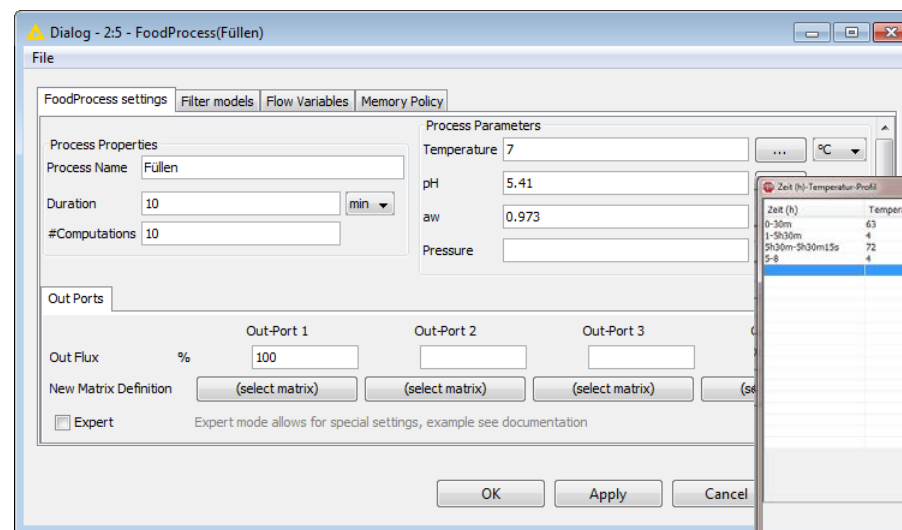 Dialog - 2:5 - FoodProcess(Füllen)
File
FoodProcess settings Filter models Flow Variables Memory Policy
Process Properties
Process Name Füllen
Duration 10 min
#Computations 10
Process Parameters
Temperature 7 ... °C
pH 5.41
aw 0.973
Pressure
Zeit (h)-Temperatur-Profil
Zeit (h) Temper
0-30m 63
1-5h30m 4
5h30m-5h30m15s 72
5-8 4
Out Ports
Out-Port 1 Out-Port 2 Out-Port 3
Out Flux % 100
New Matrix Definition (select matrix) (select matrix) (select matrix) (se
Expert Expert mode allows for special settings, example see documentation
OK Apply Cancel